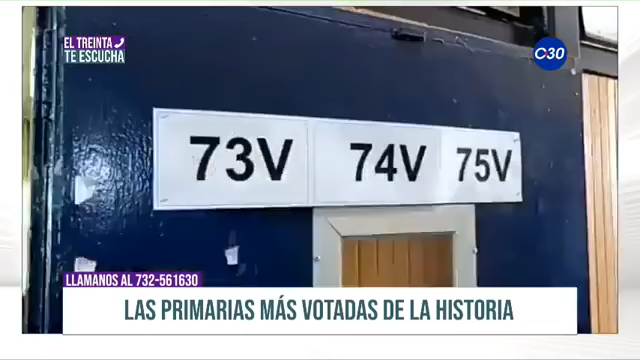 EL TREINTA
TE ESCUCHA
C30
73V 74V 75V
LLAMANOS AL 732-561630
LAS PRIMARIAS MÁS VOTADAS DE LA HISTORIA